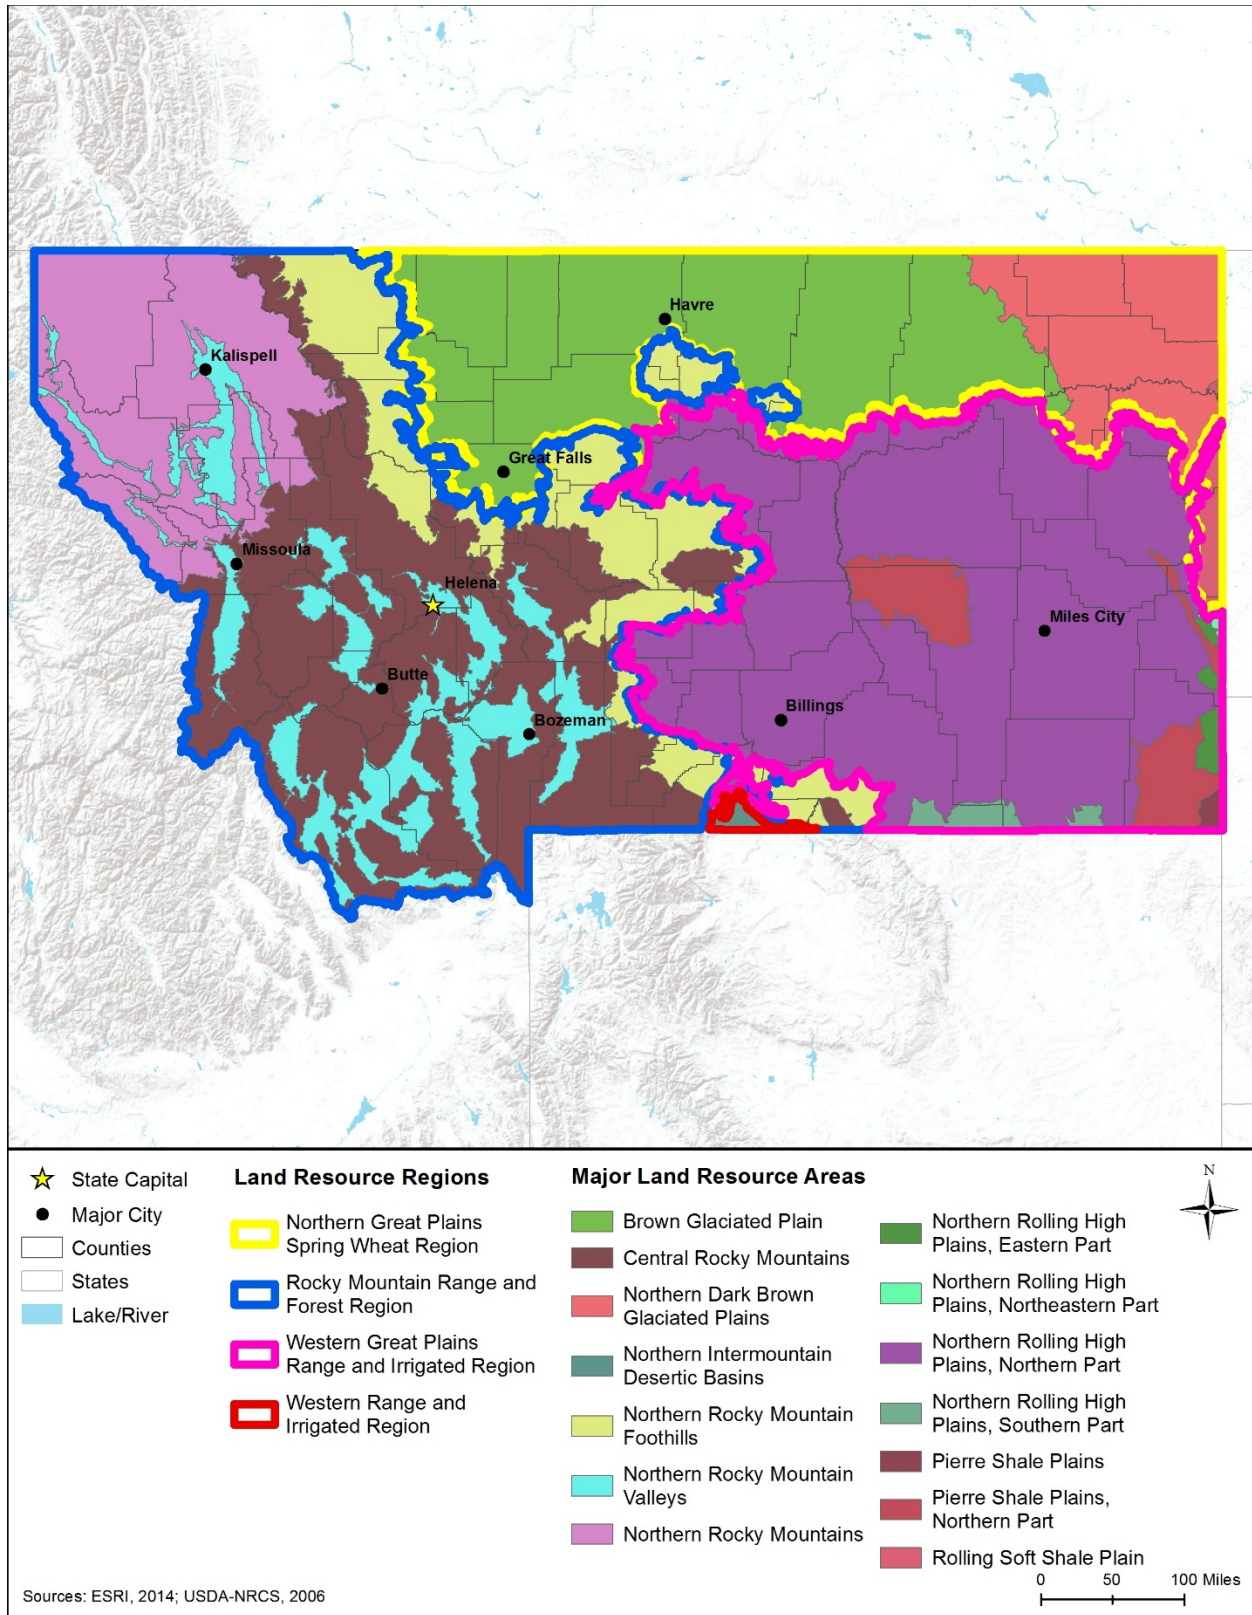 Havre
Kalispell
Great Falls
Missoula
Helena
Miles City
Butte
Billings
Bozeman
State Capital
Major City
Counties
States
Lake/River
Land Resource Regions
Northern Great Plains
Spring Wheat Region
Rocky Mountain Range and
Forest Region
Western Great Plains
Range and Irrigated Region
Western Range and
Irrigated Region
Major Land Resource Areas
Brown Glaciated Plain
Central Rocky Mountains
Northern Dark Brown
Glaciated Plains
Northern Intermountain
Desertic Basins
Northern Rocky Mountain
Foothills
Northern Rocky Mountain
Valleys
Northern Rocky Mountains
Northern Rolling High
Plains, Eastern Part
Northern Rolling High
Plains, Northeastern Part
Northern Rolling High
Plains, Northern Part
Northern Rolling High
Plains, Southern Part
Pierre Shale Plains
Pierre Shale Plains,
Northern Part
Rolling Soft Shale Plain
N
0 50 100 Miles
Sources: ESRI, 2014; USDA-NRCS, 2006